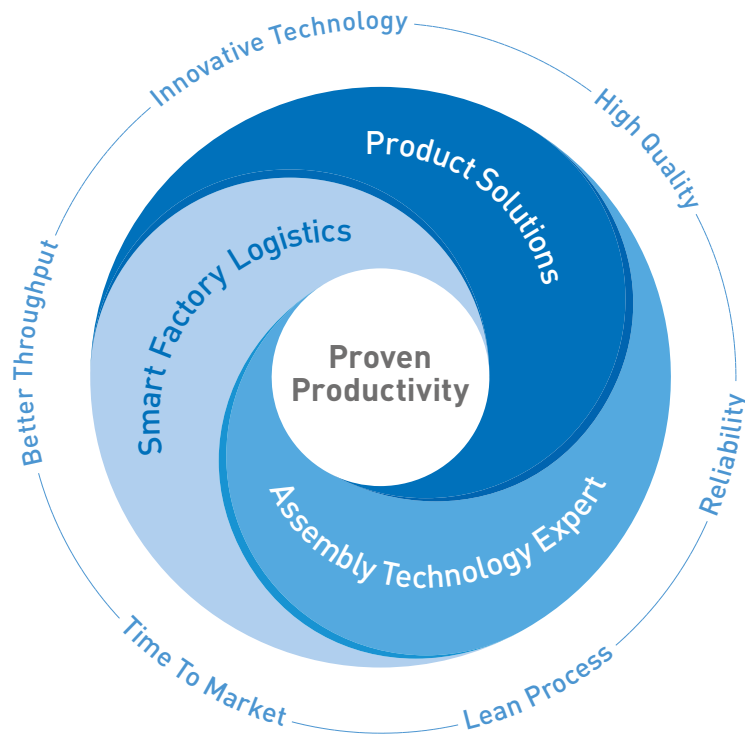 Innovative Technology
High Quality
Reliability
Lean Process
Time To Market
Better Throughput
Product Solutions
Smart Factory Logistics
Assembly Technology Expert
Proven
Productivity